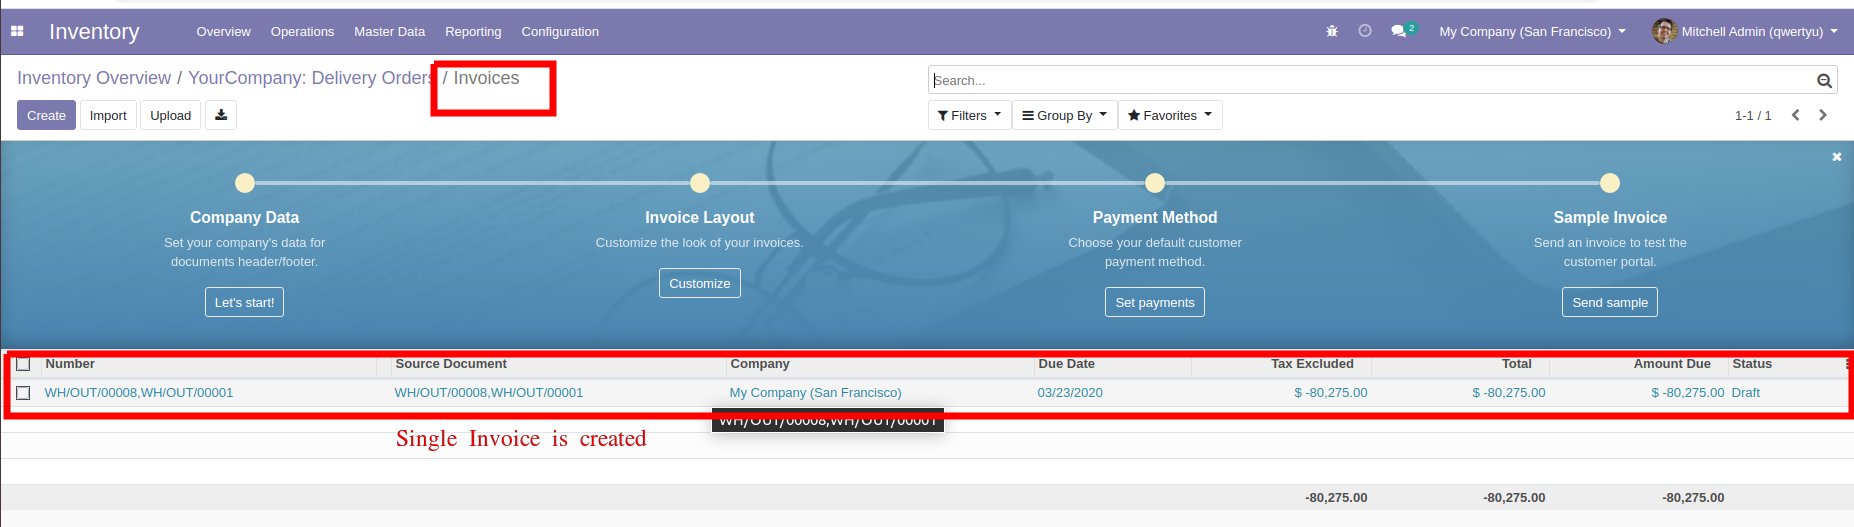 Inventory Overview Operations Master Data Reporting Configuration 2 My Company (San Francisco) Mitchell Admin (qwertyu)
Inventory Overview / YourCompany: Delivery Orders / Invoices
Search...
Create Import Upload
Filters Group By Favorites 1-1 / 1
Company Data Invoice Layout Payment Method Sample Invoice
Set your company's data for Customize the look of your invoices. Choose your default customer Send an invoice to test the
documents header/footer. payment method. customer portal.
Let's start! Customize Set payments Send sample
Number Source Document Company Due Date Tax Excluded Total Amount Due Status
WH/OUT/00008,WH/OUT/00001 WH/OUT/00008,WH/OUT/00001 My Company (San Francisco) 03/23/2020 $ -80,275.00 $ -80,275.00 $ -80,275.00 Draft
WH/OUT/00008,WH/OUT/00001
Single Invoice is created
-80,275.00 -80,275.00 -80,275.00